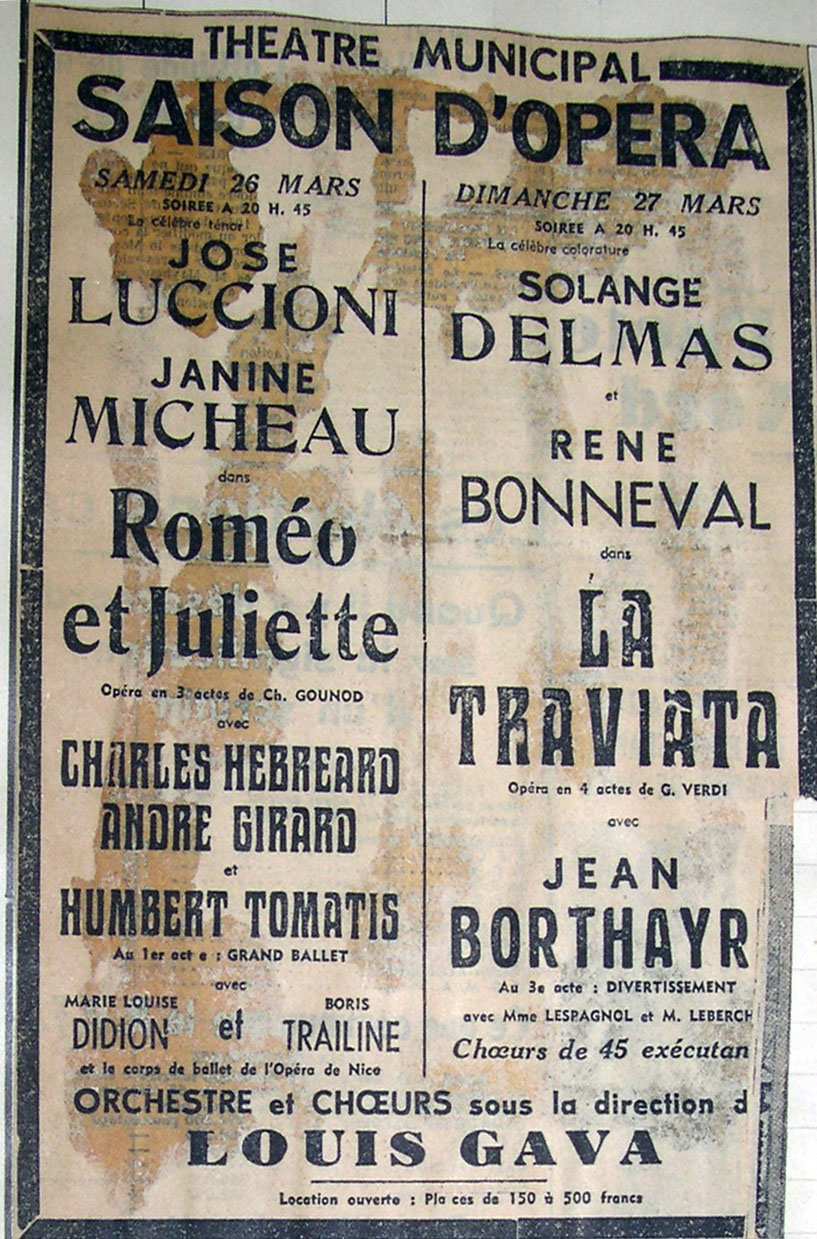 THEATRE MUNICIPAL
SAISON D'OPERA
SAMEDI 26 MARS
SOIREE A 20 H. 45
La célèbre ténor
JOSE
LUCCIONI
JANINE
MICHEAU
dans
Roméo
et Juliette
Opéra en 3 actes de Ch. GOUNOD
avec
CHARLES HEBREARD
ANDRE GIRARD
et
HUMBERT TOMATIS
Au 1er acte : GRAND BALLET
avec
MARIE LOUISE
DIDION
et
BORIS
TRAILINE
et le corps de ballet de l'Opéra de Nice
DIMANCHE 27 MARS
SOIREE A 20 H. 45
La célèbre colorature
SOLANGE
DELMAS
et
RENE
BONNEVAL
dans
LA
TRAVIATA
Opéra en 4 actes de G. VERDI
avec
JEAN
BORTHAYR
Au 3e acte : DIVERTISSEMENT
avec Mme LESPAGNOL et M. LEBERCH
Chœurs de 45 exécutan
ORCHESTRE et CHŒURS sous la direction d
LOUIS GAVA
Location ouverte : Places de 150 à 500 francs